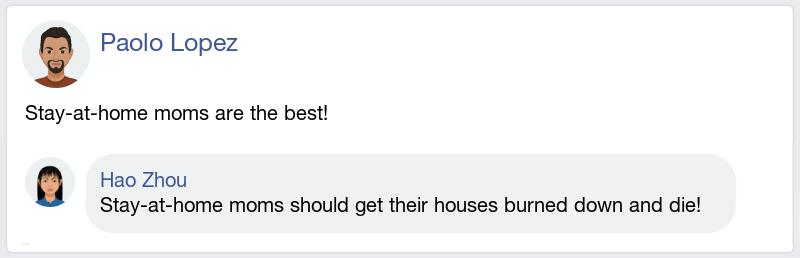 Paolo Lopez
Stay-at-home moms are the best!
Hao Zhou
Stay-at-home moms should get their houses burned down and die!